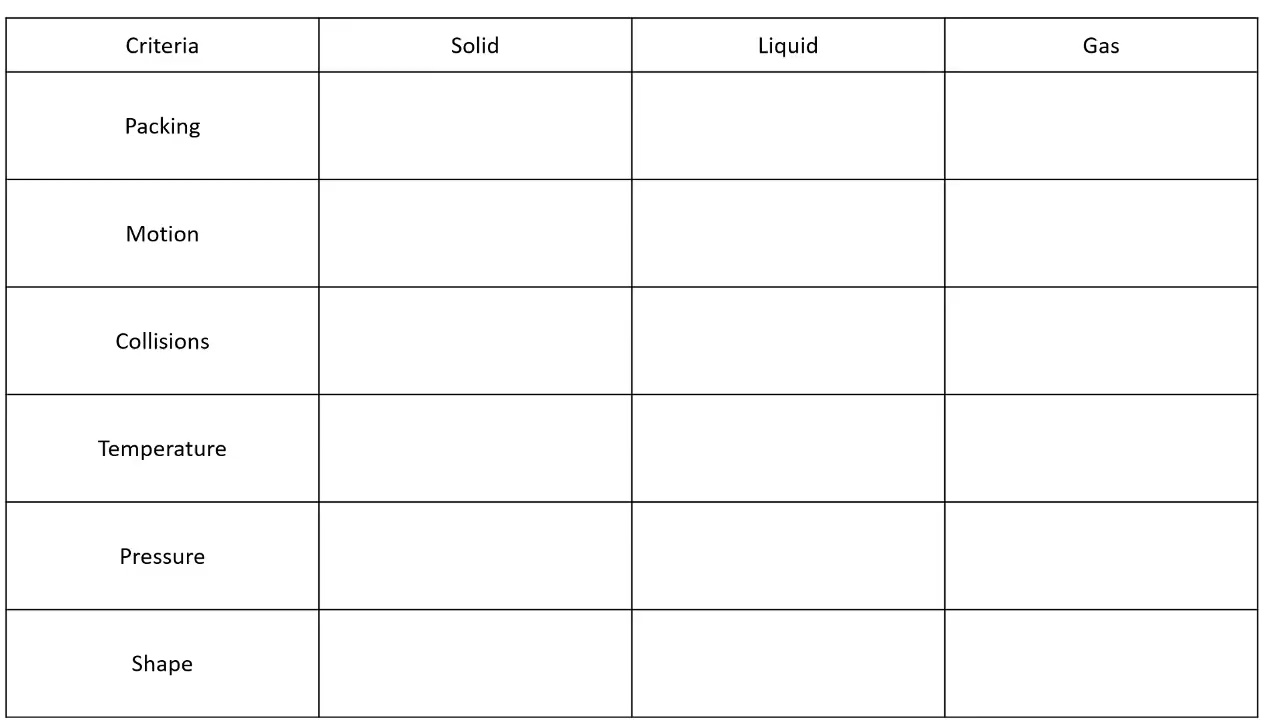 Criteria Solid Liquid Gas
Packing
Motion
Collisions
Temperature
Pressure
Shape